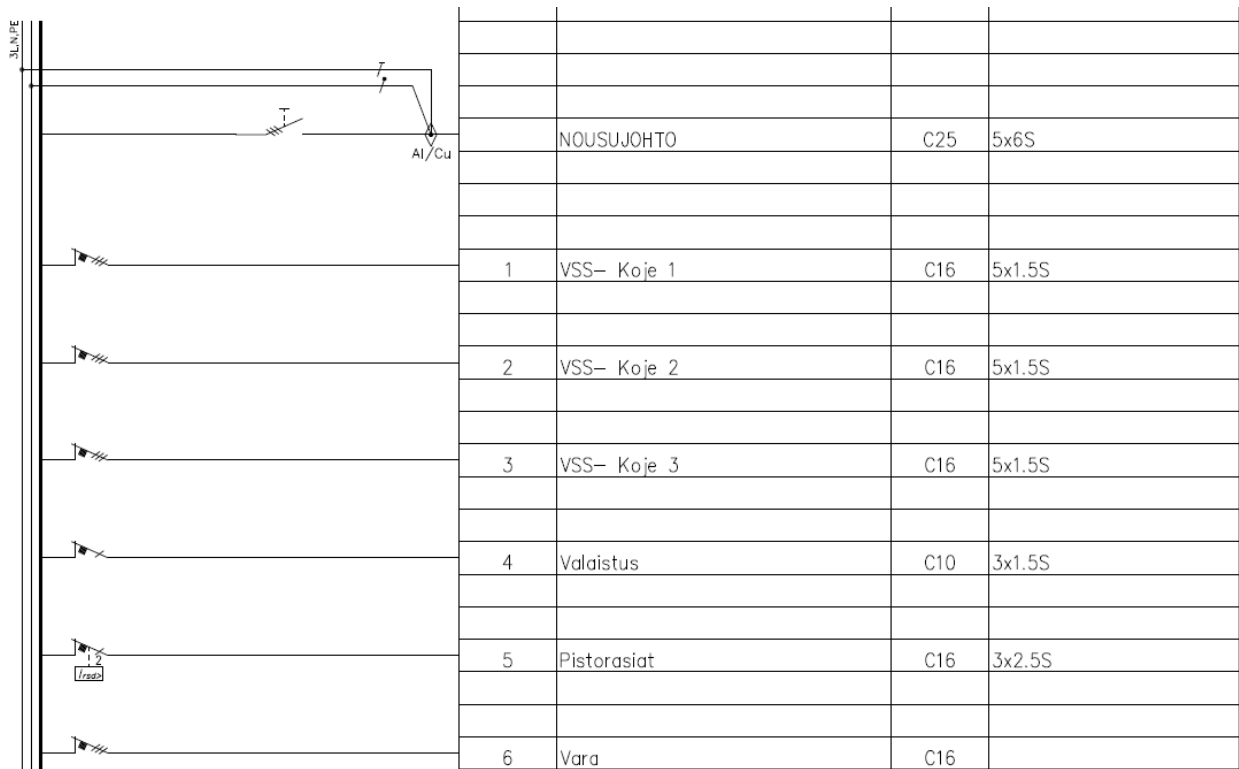 3L,N,PE
Al/Cu
NOUSUJOHTO C25 5x6S
1 VSS- Koje 1 C16 5x1.5S
2 VSS- Koje 2 C16 5x1.5S
3 VSS- Koje 3 C16 5x1.5S
4 Valaistus C10 3x1.5S
2
Irsd>
5 Pistorasiat C16 3x2.5S
6 Vara C16